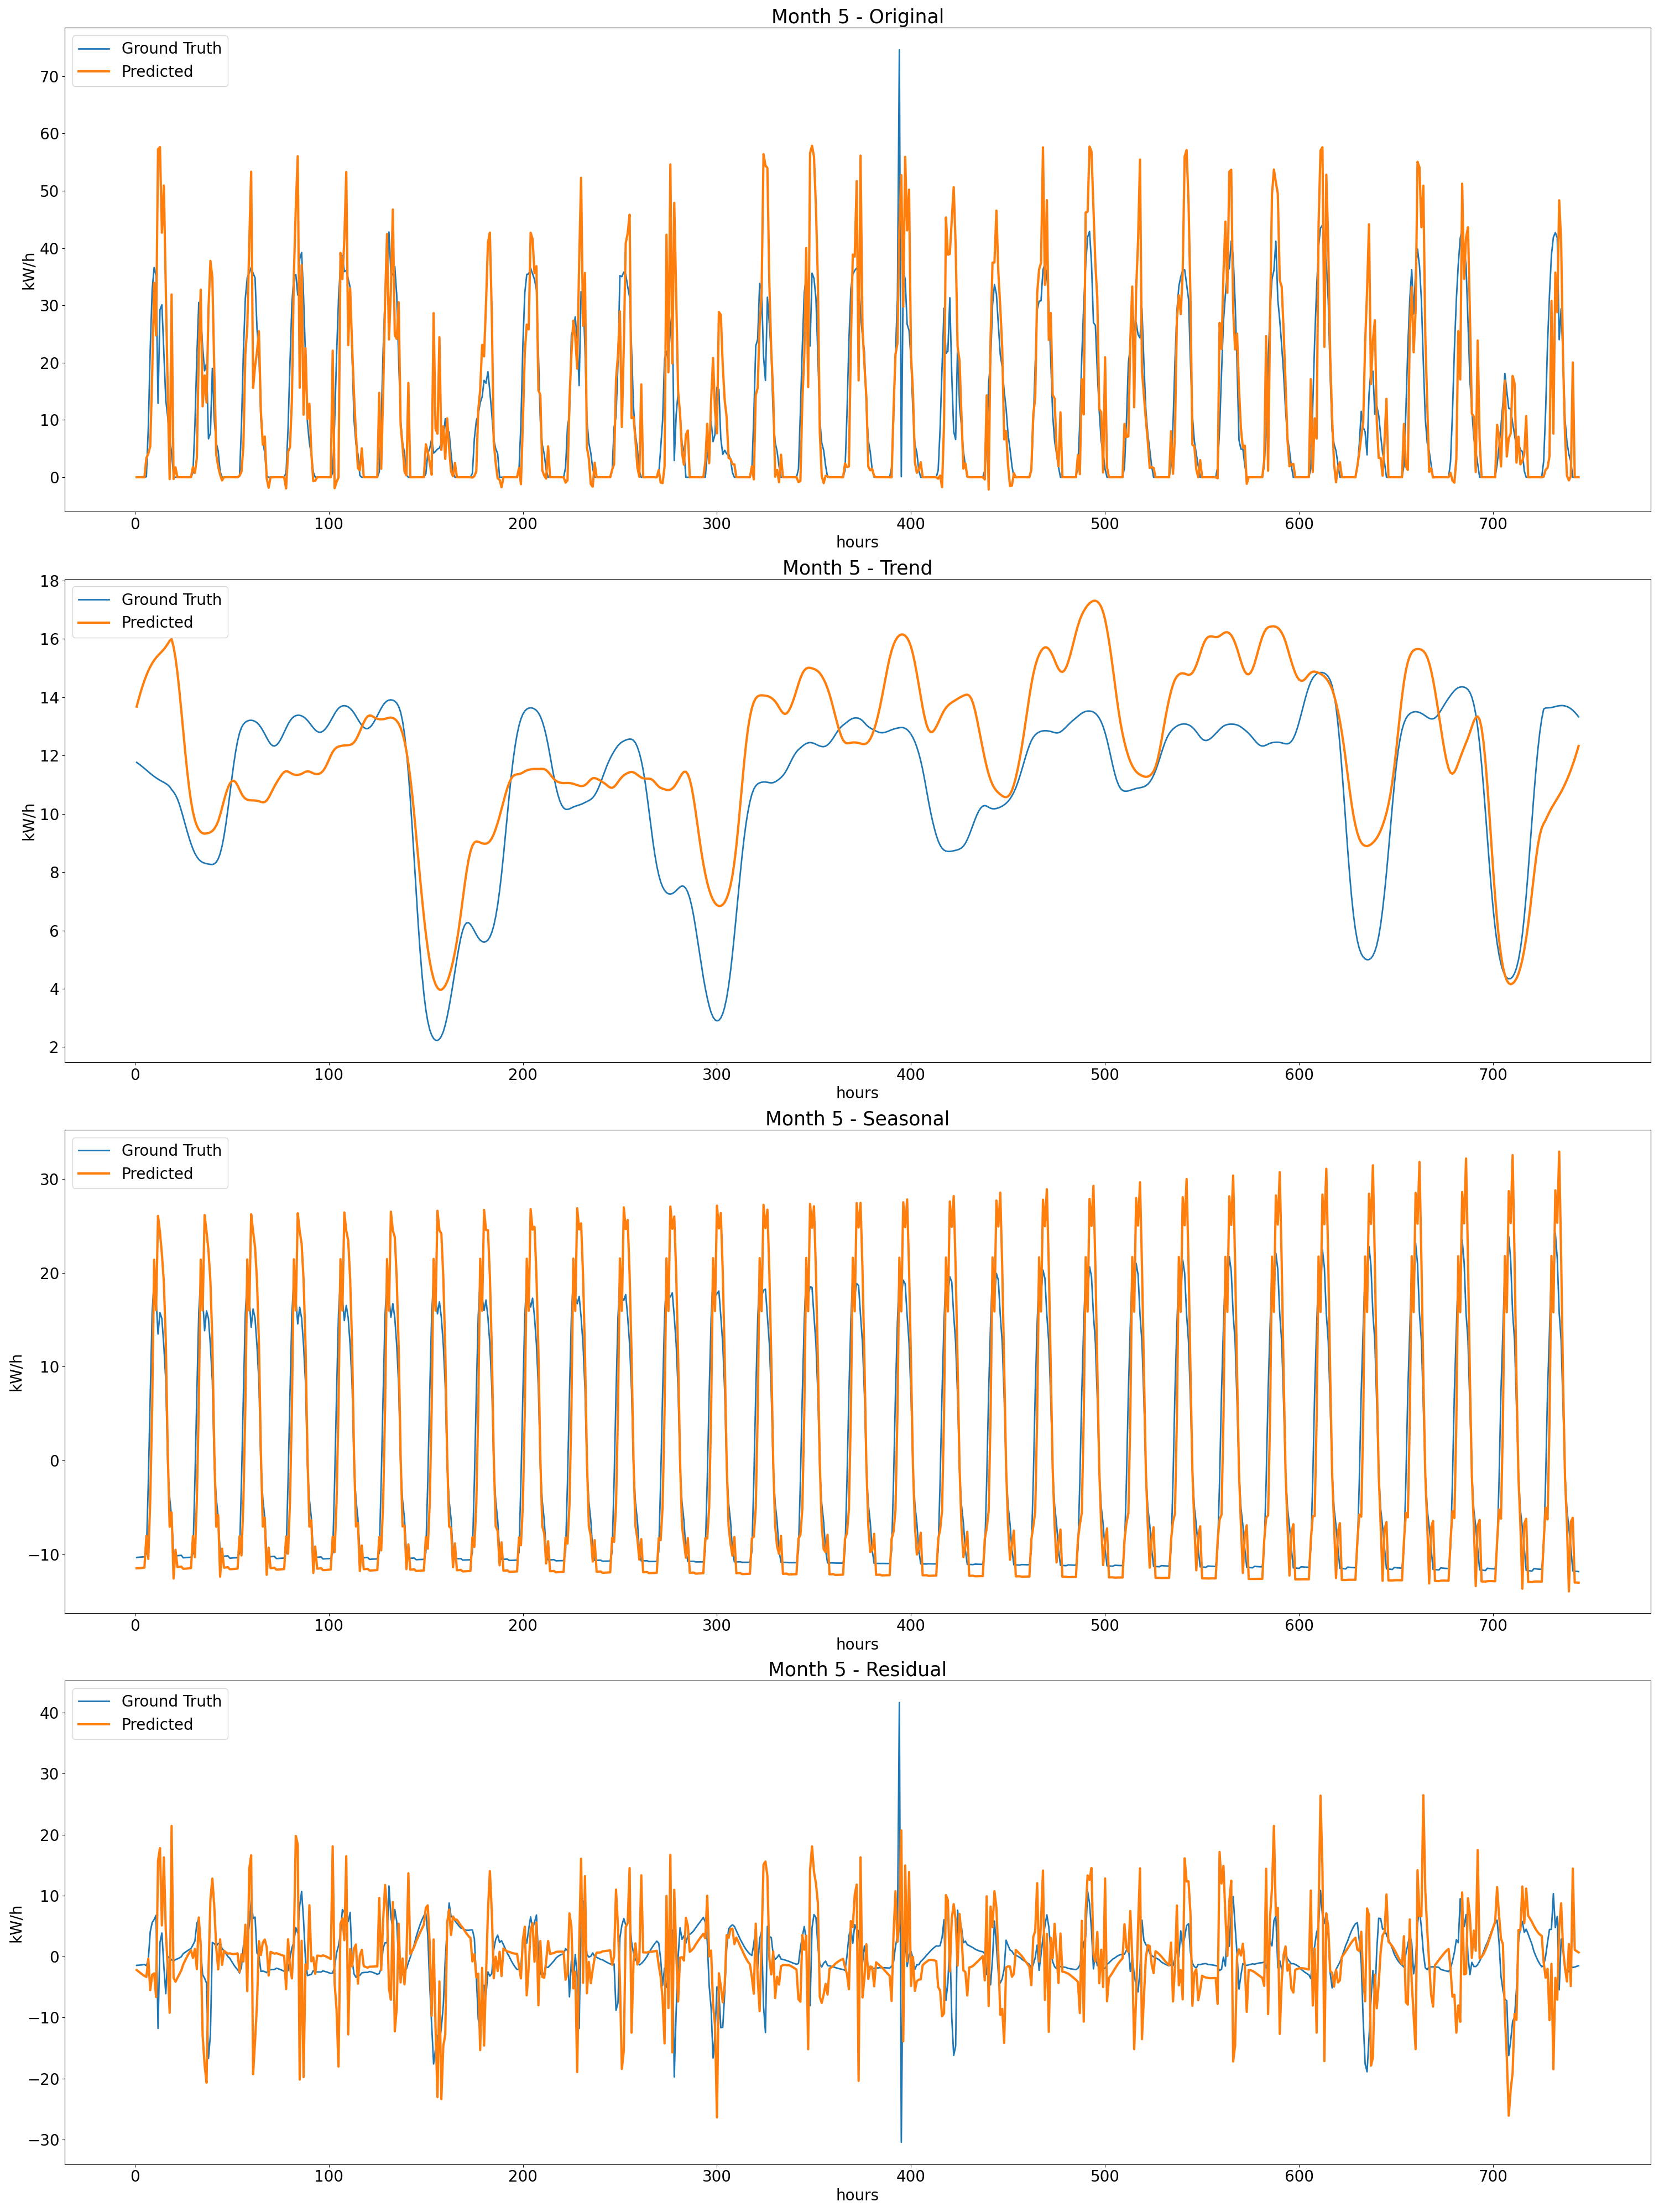 Month 5 - Original
Ground Truth
Predicted
70
60
50
40
30
20
10
0
kW/h
0 100 200 300 400 500 600 700
hours
Month 5 - Trend
Ground Truth
Predicted
18
16
14
12
10
8
6
4
2
kW/h
0 100 200 300 400 500 600 700
hours
Month 5 - Seasonal
Ground Truth
Predicted
30
20
10
0
−10
kW/h
0 100 200 300 400 500 600 700
hours
Month 5 - Residual
Ground Truth
Predicted
40
30
20
10
0
−10
−20
−30
kW/h
0 100 200 300 400 500 600 700
hours